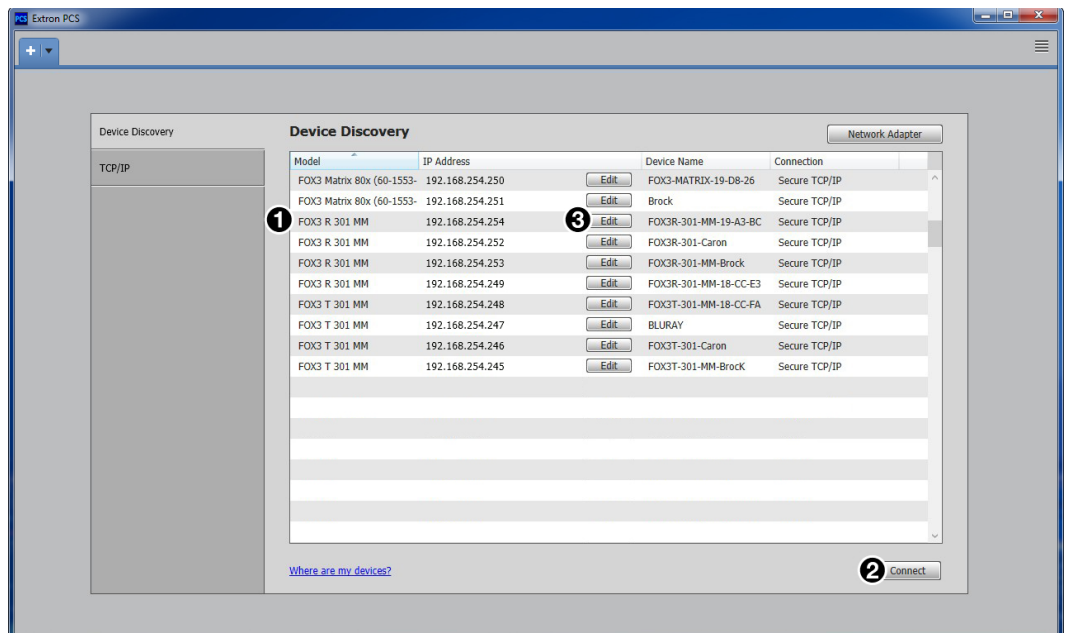 PCS Extron PCS
+
Device Discovery
TCP/IP
Device Discovery
Network Adapter
Model IP Address Device Name Connection
FOX3 Matrix 80x (60-1553- 192.168.254.250 Edit FOX3-MATRIX-19-D8-26 Secure TCP/IP
FOX3 Matrix 80x (60-1553- 192.168.254.251 Edit Brock Secure TCP/IP
1 FOX3 R 301 MM 192.168.254.254 3 Edit FOX3R-301-MM-19-A3-BC Secure TCP/IP
FOX3 R 301 MM 192.168.254.252 Edit FOX3R-301-Caron Secure TCP/IP
FOX3 R 301 MM 192.168.254.253 Edit FOX3R-301-MM-Brock Secure TCP/IP
FOX3 R 301 MM 192.168.254.249 Edit FOX3R-301-MM-18-CC-E3 Secure TCP/IP
FOX3 T 301 MM 192.168.254.248 Edit FOX3T-301-MM-18-CC-FA Secure TCP/IP
FOX3 T 301 MM 192.168.254.247 Edit BLURAY Secure TCP/IP
FOX3 T 301 MM 192.168.254.246 Edit FOX3T-301-Caron Secure TCP/IP
FOX3 T 301 MM 192.168.254.245 Edit FOX3T-301-MM-BrocK Secure TCP/IP
Where are my devices?
2 Connect